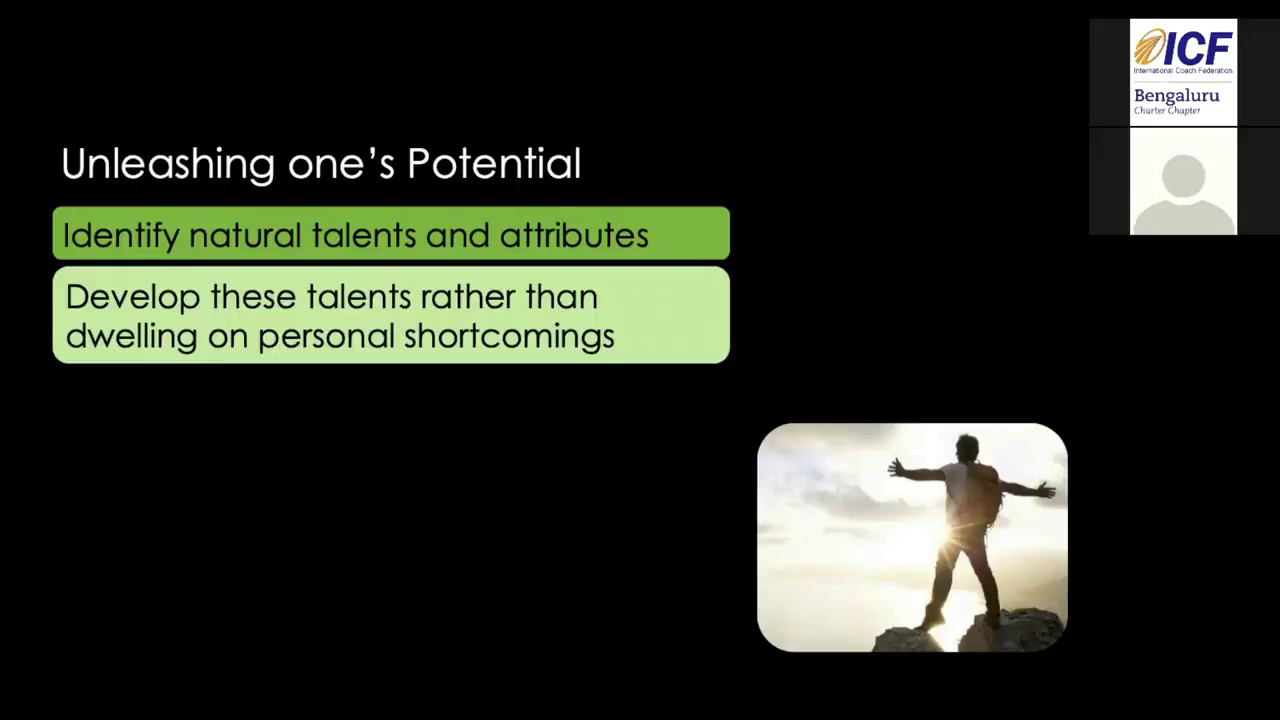 Unleashing one's Potential
Identify natural talents and attributes
Develop these talents rather than
dwelling on personal shortcomings
ICF
International Coach Federation
Bengaluru
Charter Chapter